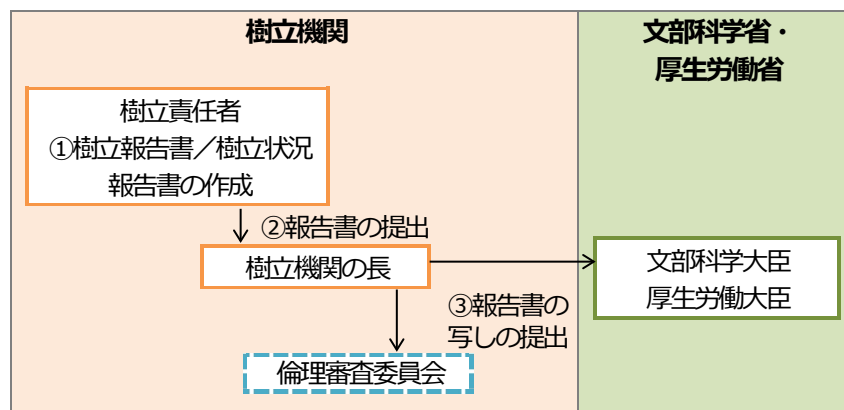 樹立機関
文部科学省・
厚生労働省
樹立責任者
①樹立報告書／樹立状況
報告書の作成
②報告書の提出
樹立機関の長
文部科学大臣
厚生労働大臣
③報告書の
写しの提出
倫理審査委員会